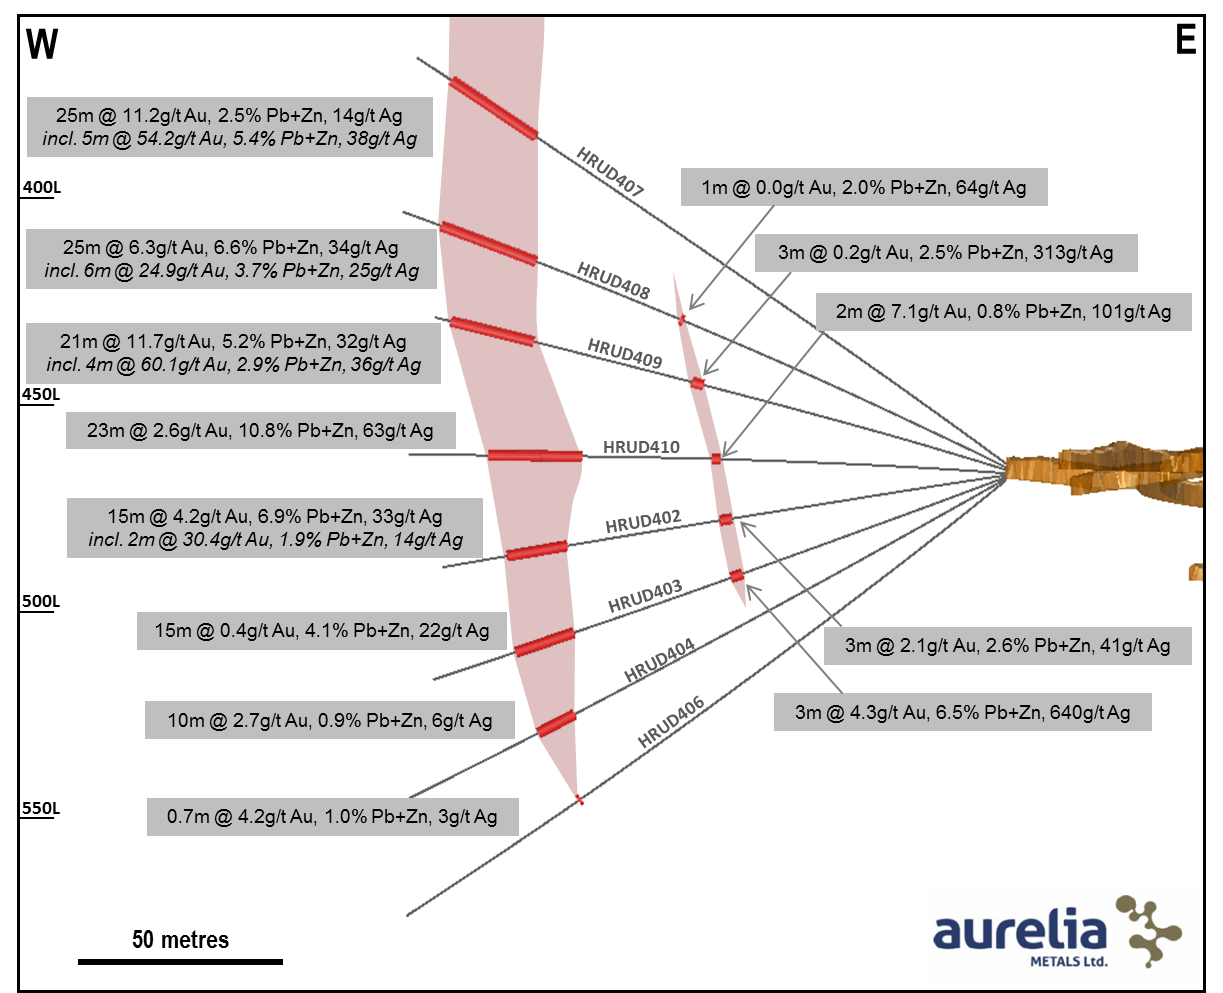 W
E
25m @ 11.2g/t Au, 2.5% Pb+Zn, 14g/t Ag
incl. 5m @ 54.2g/t Au, 5.4% Pb+Zn, 38g/t Ag
HRUD407
1m @ 0.0g/t Au, 2.0% Pb+Zn, 64g/t Ag
400L
25m @ 6.3g/t Au, 6.6% Pb+Zn, 34g/t Ag
incl. 6m @ 24.9g/t Au, 3.7% Pb+Zn, 25g/t Ag
3m @ 0.2g/t Au, 2.5% Pb+Zn, 313g/t Ag
HRUD408
2m @ 7.1g/t Au, 0.8% Pb+Zn, 101g/t Ag
21m @ 11.7g/t Au, 5.2% Pb+Zn, 32g/t Ag
incl. 4m @ 60.1g/t Au, 2.9% Pb+Zn, 36g/t Ag
HRUD409
450L
23m @ 2.6g/t Au, 10.8% Pb+Zn, 63g/t Ag
HRUD410
15m @ 4.2g/t Au, 6.9% Pb+Zn, 33g/t Ag
incl. 2m @ 30.4g/t Au, 1.9% Pb+Zn, 14g/t Ag
HRUD402
500L
HRUD403
15m @ 0.4g/t Au, 4.1% Pb+Zn, 22g/t Ag
3m @ 2.1g/t Au, 2.6% Pb+Zn, 41g/t Ag
HRUD404
10m @ 2.7g/t Au, 0.9% Pb+Zn, 6g/t Ag
3m @ 4.3g/t Au, 6.5% Pb+Zn, 640g/t Ag
HRUD406
550L
0.7m @ 4.2g/t Au, 1.0% Pb+Zn, 3g/t Ag
50 metres
aurelia
METALS Ltd.